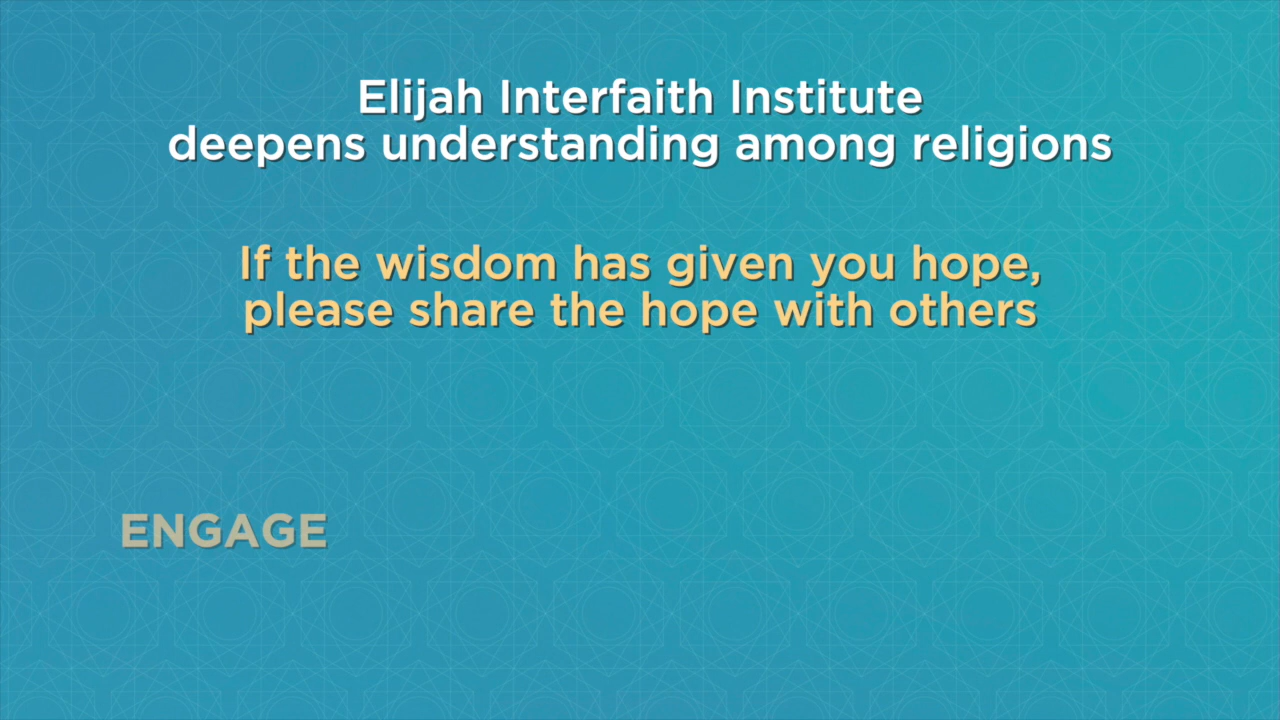 Elijah Interfaith Institute
deepens understanding among religions
If the wisdom has given you hope,
please share the hope with others
ENGAGE